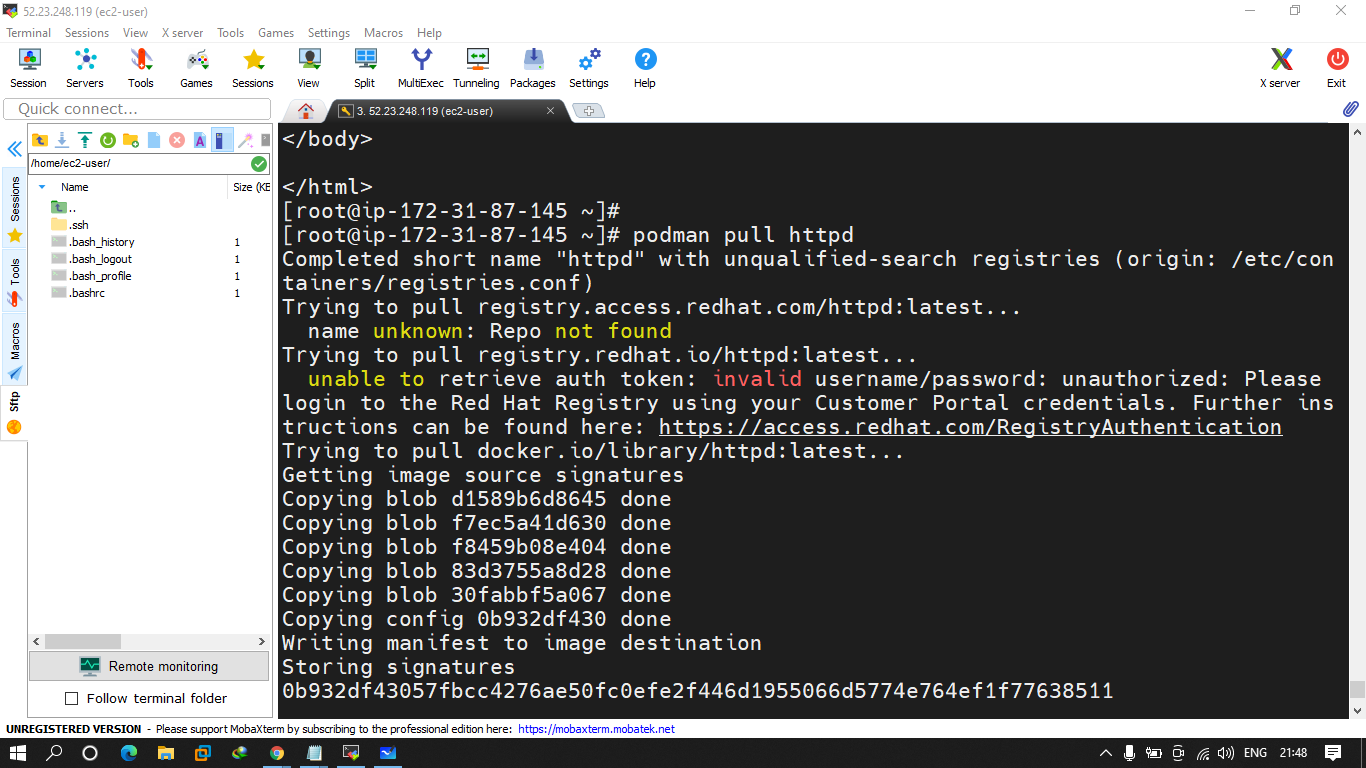 52.23.248.119 (ec2-user)
Terminal Sessions View X server Tools Games Settings Macros Help
Session Servers Tools Games Sessions View Split MultiExec Tunneling Packages Settings Help X server Exit
Quick connect...
3. 52.23.248.119 (ec2-user)
/home/ec2-user/
Name Size (KB
..
.ssh
.bash_history 1
.bash_logout 1
.bash_profile 1
.bashrc 1
Sessions
Tools
Macros
Sftp
Remote monitoring
Follow terminal folder
</body>
</html>
[root@ip-172-31-87-145 ~]#
[root@ip-172-31-87-145 ~]# podman pull httpd
Completed short name "httpd" with unqualified-search registries (origin: /etc/con
tainers/registries.conf)
Trying to pull registry.access.redhat.com/httpd:latest...
name unknown: Repo not found
Trying to pull registry.redhat.io/httpd:latest...
unable to retrieve auth token: invalid username/password: unauthorized: Please
login to the Red Hat Registry using your Customer Portal credentials. Further ins
tructions can be found here: https://access.redhat.com/RegistryAuthentication
Trying to pull docker.io/library/httpd:latest...
Getting image source signatures
Copying blob d1589b6d8645 done
Copying blob f7ec5a41d630 done
Copying blob f8459b08e404 done
Copying blob 83d3755a8d28 done
Copying blob 30fabbf5a067 done
Copying config 0b932df430 done
Writing manifest to image destination
Storing signatures
0b932df43057fbcc4276ae50fc0efe2f446d1955066d5774e764ef1f77638511
UNREGISTERED VERSION - Please support MobaXterm by subscribing to the professional edition here: https://mobaxterm.mobatek.net
ENG 21:48